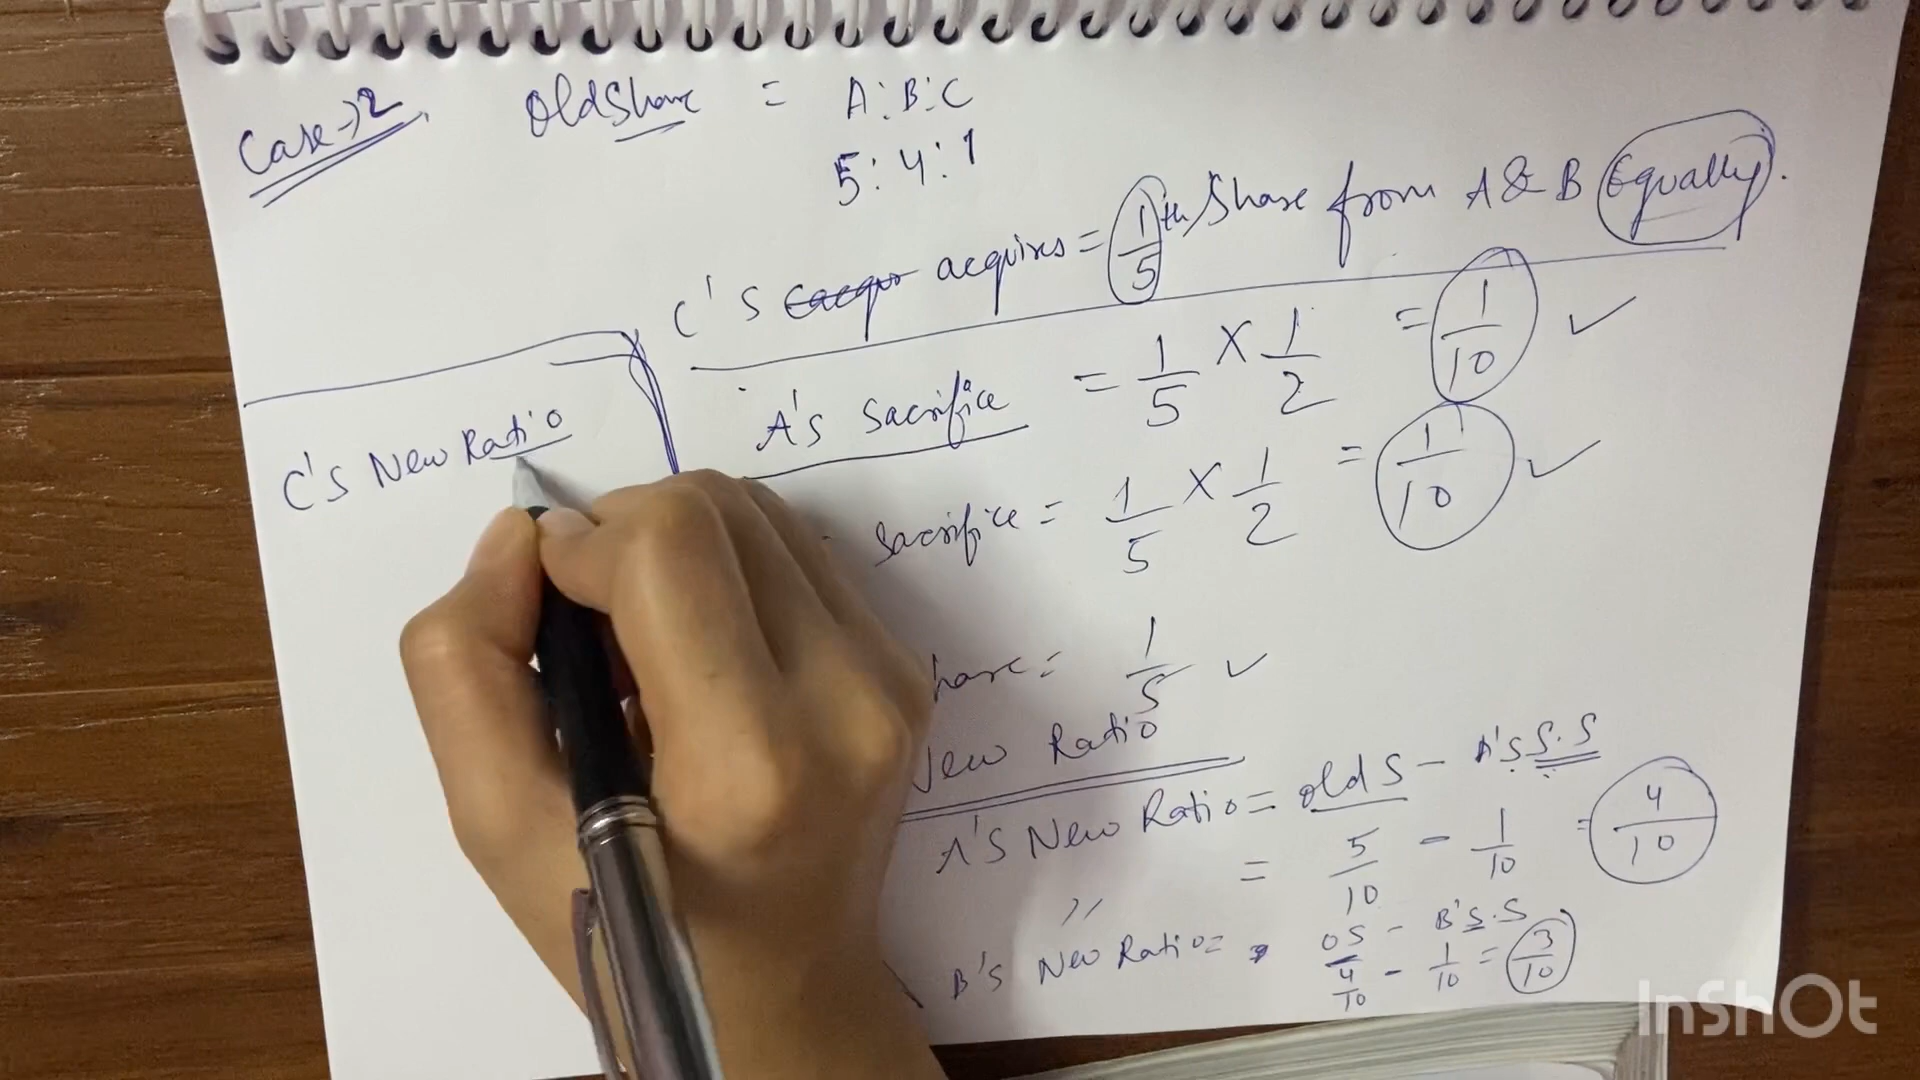 Case→2
Old Share = A:B:C
5:4:1
C'S acquires = 1/5 th Share from A & B Equally.
A'S Sacrifice = 1/5 X 1/2 = 1/10 ✓
Sacrifice = 1/5 X 1/2 = 1/10 ✓
hare = 1/5 ✓
New Ratio
A'S New Ratio = old S - A'S S.S
〃 = 5/10 - 1/10 = 4/10
B'S New Ratio = OS - B'S S.S
4/10 - 1/10 = 3/10
C'S New Ratio
InShOt